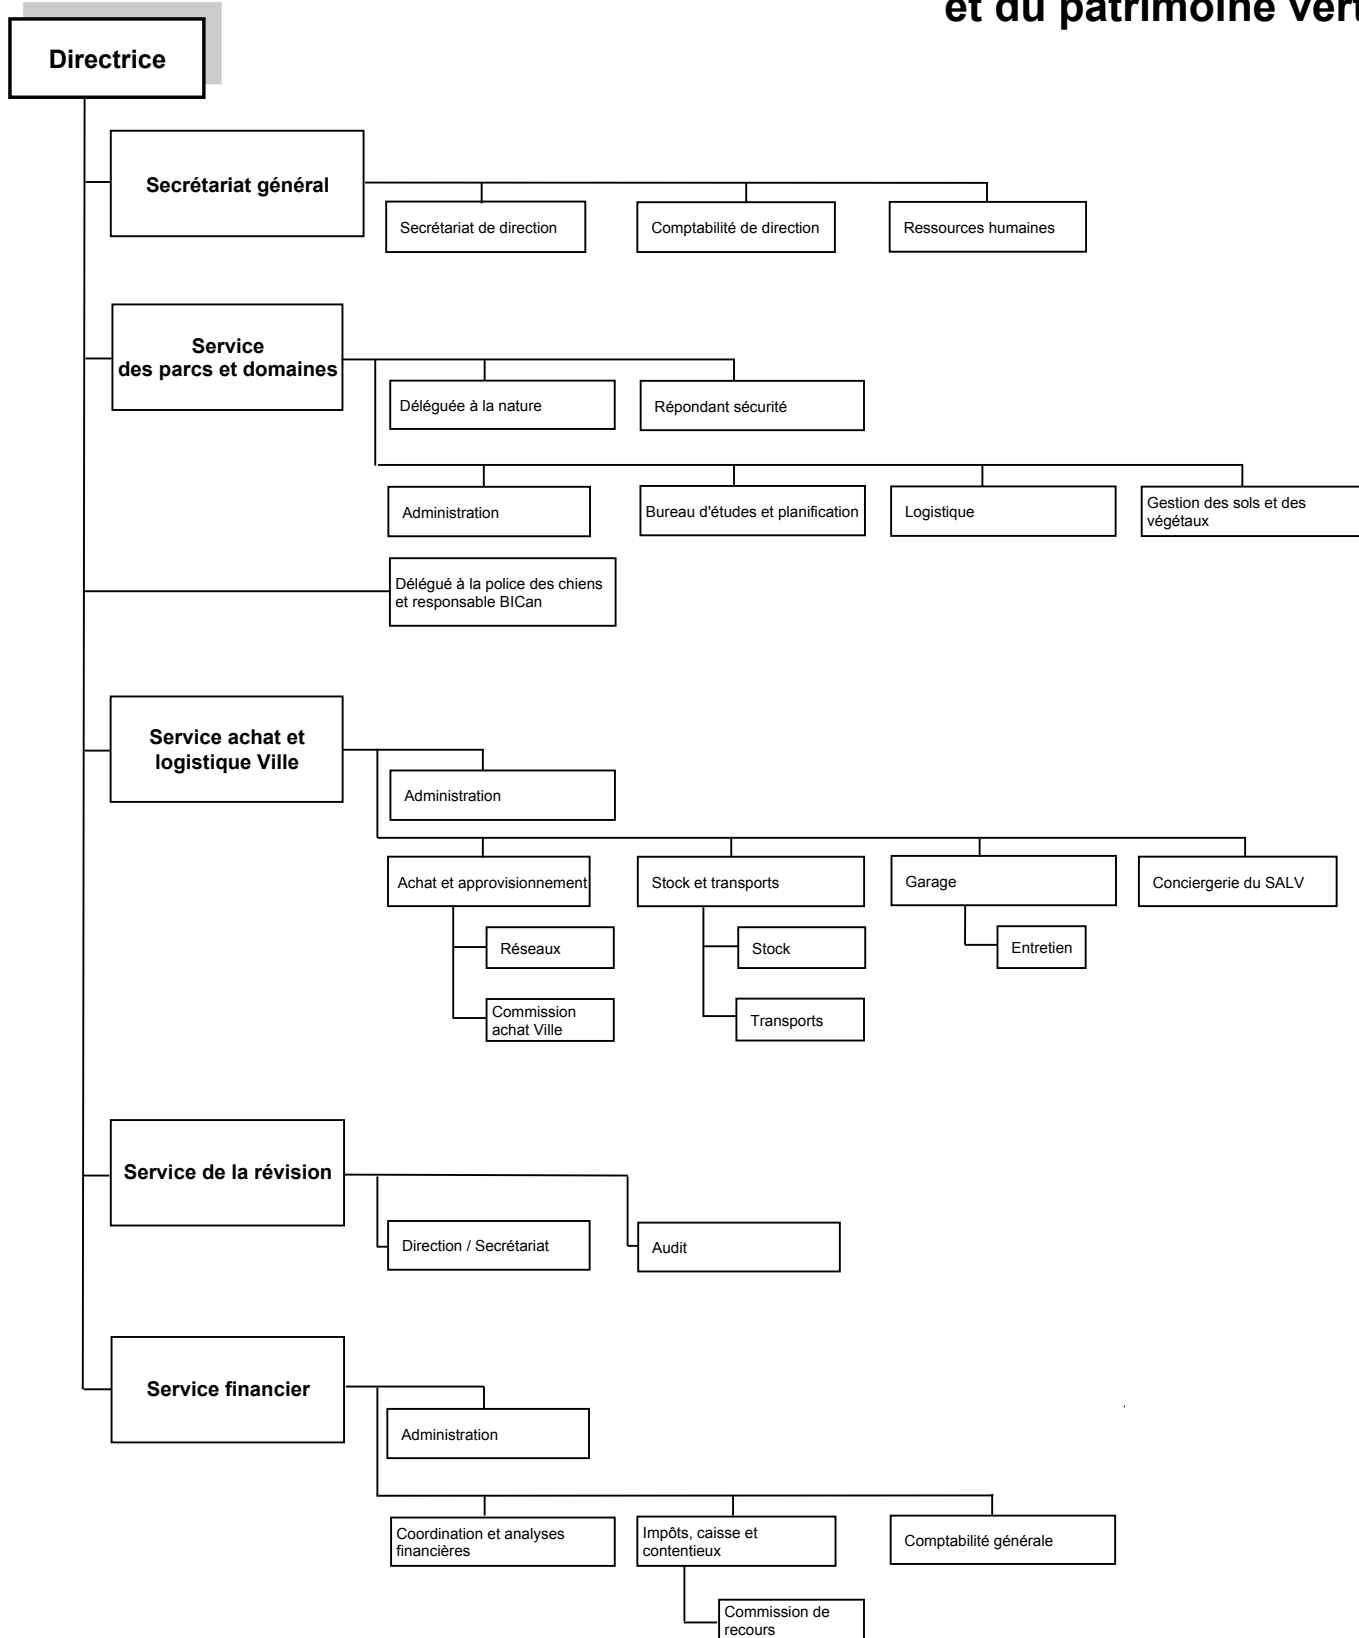 et du patrimoine vert
Directrice
Secrétariat général
Secrétariat de direction
Comptabilité de direction
Ressources humaines
Service
des parcs et domaines
Déléguée à la nature
Répondant sécurité
Administration
Bureau d'études et planification
Logistique
Gestion des sols et des
végétaux
Délégué à la police des chiens
et responsable BICan
Service achat et
logistique Ville
Administration
Achat et approvisionnement
Stock et transports
Garage
Conciergerie du SALV
Réseaux
Stock
Entretien
Commission
achat Ville
Transports
Service de la révision
Direction / Secrétariat
Audit
Service financier
Administration
Coordination et analyses
financières
Impôts, caisse et
contentieux
Comptabilité générale
Commission de
recours